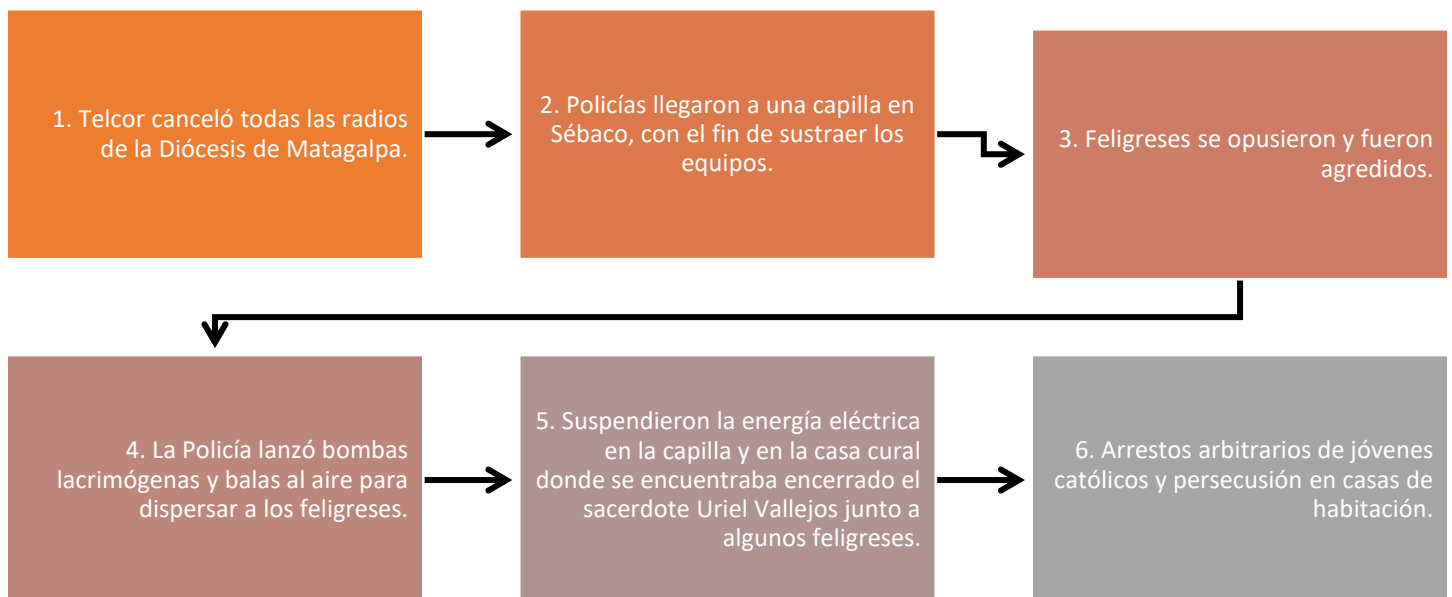 1. Telcor canceló todas las radios
de la Diócesis de Matagalpa.
2. Policías llegaron a una capilla en
Sébaco, con el fin de sustraer los
equipos.
3. Feligreses se opusieron y fueron
agredidos.
4. La Policía lanzó bombas
lacrimógenas y balas al aire para
dispersar a los feligreses.
5. Suspendieron la energía eléctrica
en la capilla y en la casa cural
donde se encuentraba encerrado el
sacerdote Uriel Vallejos junto a
algunos feligreses.
6. Arrestos arbitrarios de jóvenes
católicos y persecusión en casas de
habitación.